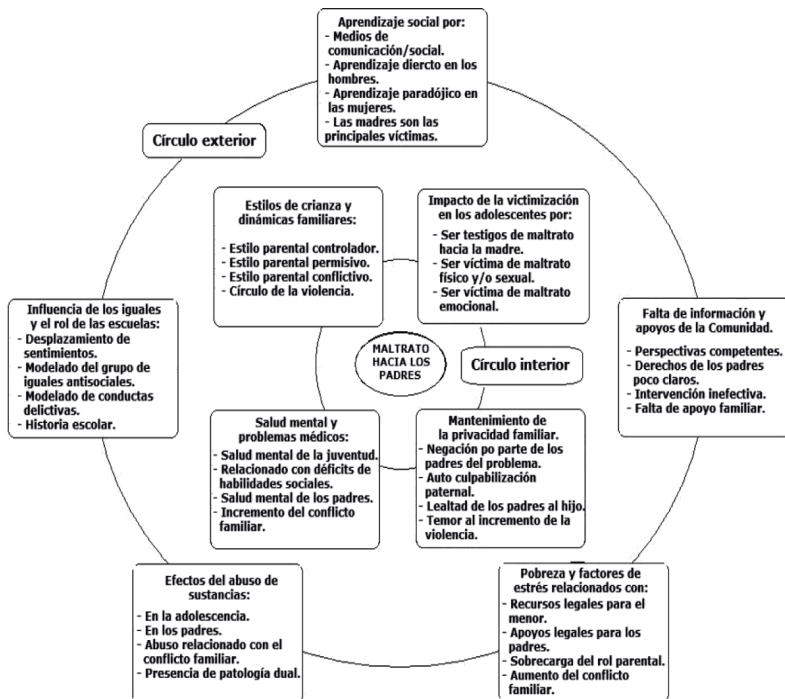 Aprendizaje social por:
- Medios de
comunicación/social.
- Aprendizaje diercto en los
hombres.
- Aprendizaje paradójico en
las mujeres.
- Las madres son las
principales víctimas.
Círculo exterior
Estilos de crianza y
dinámicas familiares:
- Estilo parental controlador.
- Estilo parental permisivo.
- Estilo parental conflictivo.
- Círculo de la violencia.
Impacto de la victimización
en los adolescentes por:
- Ser testigos de maltrato
hacia la madre.
- Ser víctima de maltrato
físico y/o sexual.
- Ser víctima de maltrato
emocional.
Influencia de los iguales
y el rol de las escuelas:
- Desplazamiento de
sentimientos.
- Modelado del grupo de
iguales antisociales.
- Modelado de conductas
delictivas.
- Historia escolar.
MALTRATO
HACIA LOS
PADRES
Círculo interior
Falta de información y
apoyos de la Comunidad.
- Perspectivas competentes.
- Derechos de los padres
poco claros.
- Intervención inefectiva.
- Falta de apoyo familiar.
Salud mental y
problemas médicos:
- Salud mental de la juventud.
- Relacionado con déficits de
habilidades sociales.
- Salud mental de los padres.
- Incremento del conflicto
familiar.
Mantenimiento de
la privacidad familiar.
- Negación po parte de los
padres del problema.
- Auto culpabilización
paternal.
- Lealtad de los padres al hijo.
- Temor al incremento de la
violencia.
Efectos del abuso de
sustancias:
- En la adolescencia.
- En los padres.
- Abuso relacionado con el
conflicto familiar.
- Presencia de patología dual.
Pobreza y factores de
estrés relacionados con:
- Recursos legales para el
menor.
- Apoyos legales para los
padres.
- Sobrecarga del rol parental.
- Aumento del conflicto
familiar.